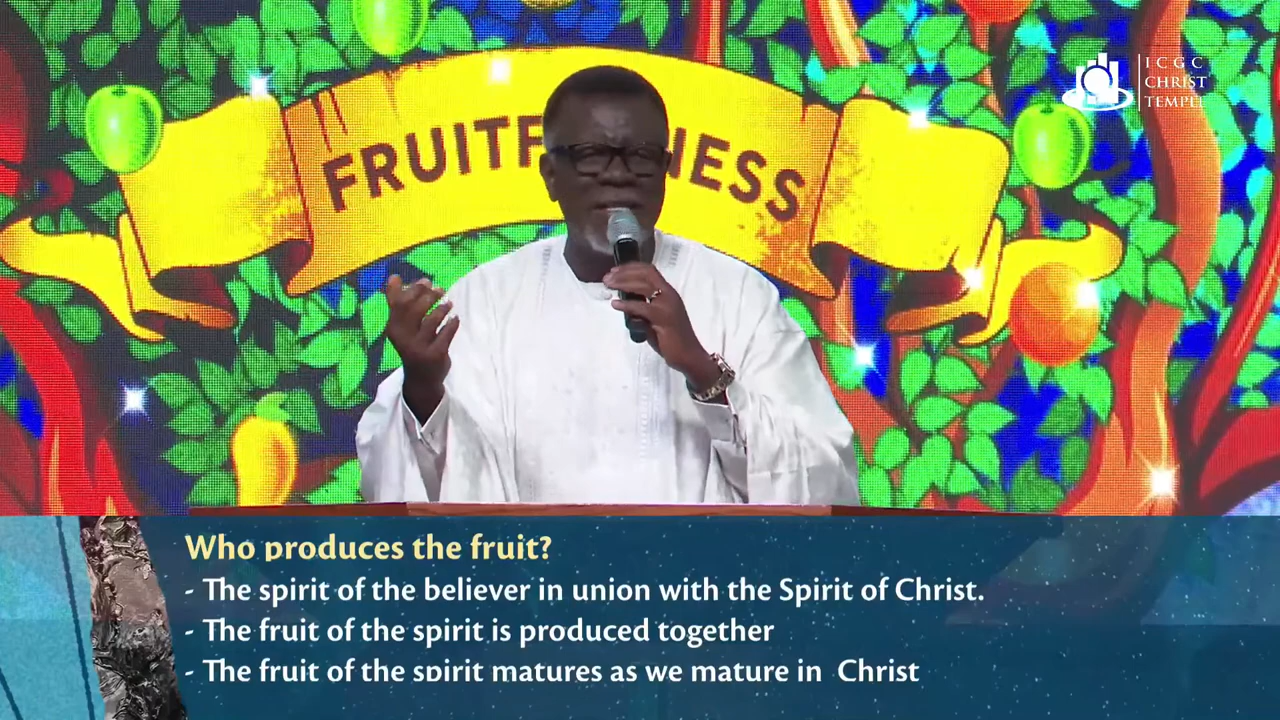 I C G C
CHRIST
TEMPLE
FRUITF NESS
Who produces the fruit?
- The spirit of the believer in union with the Spirit of Christ.
- The fruit of the spirit is produced together
- The fruit of the spirit matures as we mature in Christ